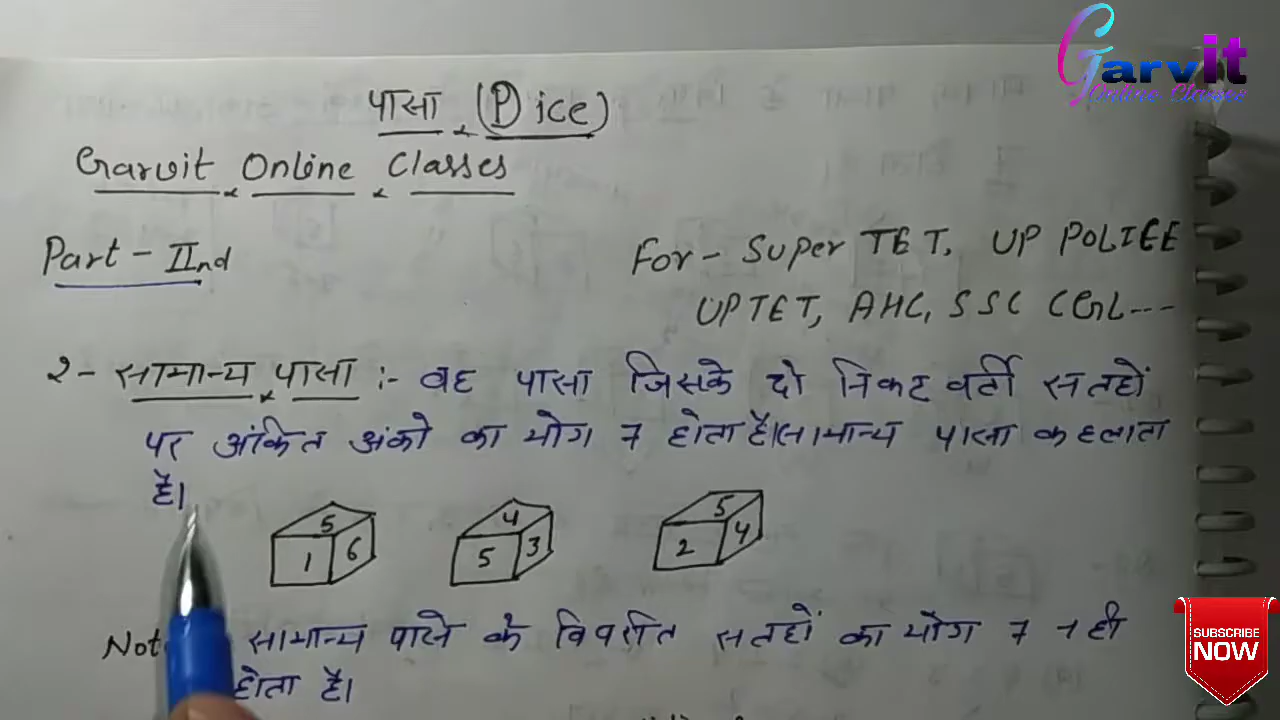 Garvit
Online Classes
पासा (Dice)
Garvit Online Classes
Part - IInd
For - Super TET, UP POLICE
UPTET, AHC, SSC CGL---
२- सामान्य पासा :- वह पासा जिसके दो निकटवर्ती सतहों
पर अंकित अंको का योग 7 होता है। सामान्य पासा कहलाता
है।
5
1 6
4
5 3
5
2 4
Not सामान्य पासे के विपरीत सतहों का योग 7 नही
होता है।
SUBSCRIBE
NOW